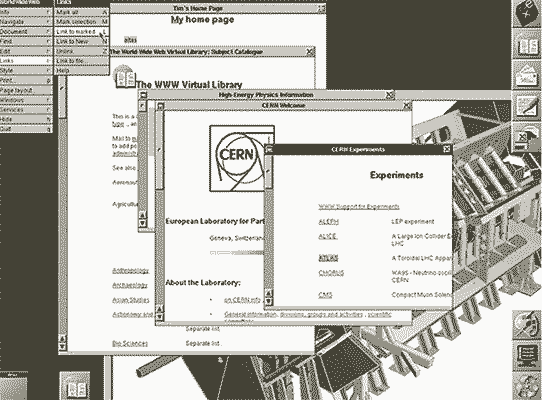 WorldWideWeb
Info
Navigate
Document
Find
Edit
Links
Style
Print...
Page layout
Windows
Services
Hide
Quit
Links
Mark all A
Mark selection M
Link to marked L
Link to New N
Unlink Z
Link to file...
Help
Tim's home page
My home page
The World-Wide Web Virtual Library: Subject Catalogue
The WWW Virtual Library
This is a
Mail to
to add po
administ
See also
Aeronaut
Agricultu
Anthropology
Archaeology
Asian Studies
Astronomy and
Bio Sciences
Separate list
Separate list
High-Energy Physics Information
CERN Welcome
CERN
European Laboratory for Part
Geneva, Switzerlan
About the Laboratory:
on CERN info
General information, divisions, groups and activities, scientific
committees
CERN Experiments
Experiments
WWW Support for Experiments
ALEPH LEP experiment
ALICE A Large Ion Collider E
LHC
ATLAS A Toroidal LHC Appar
CHORUS WA95 - Neutrino oscil
CERN
CMS Compact Muon Soleno